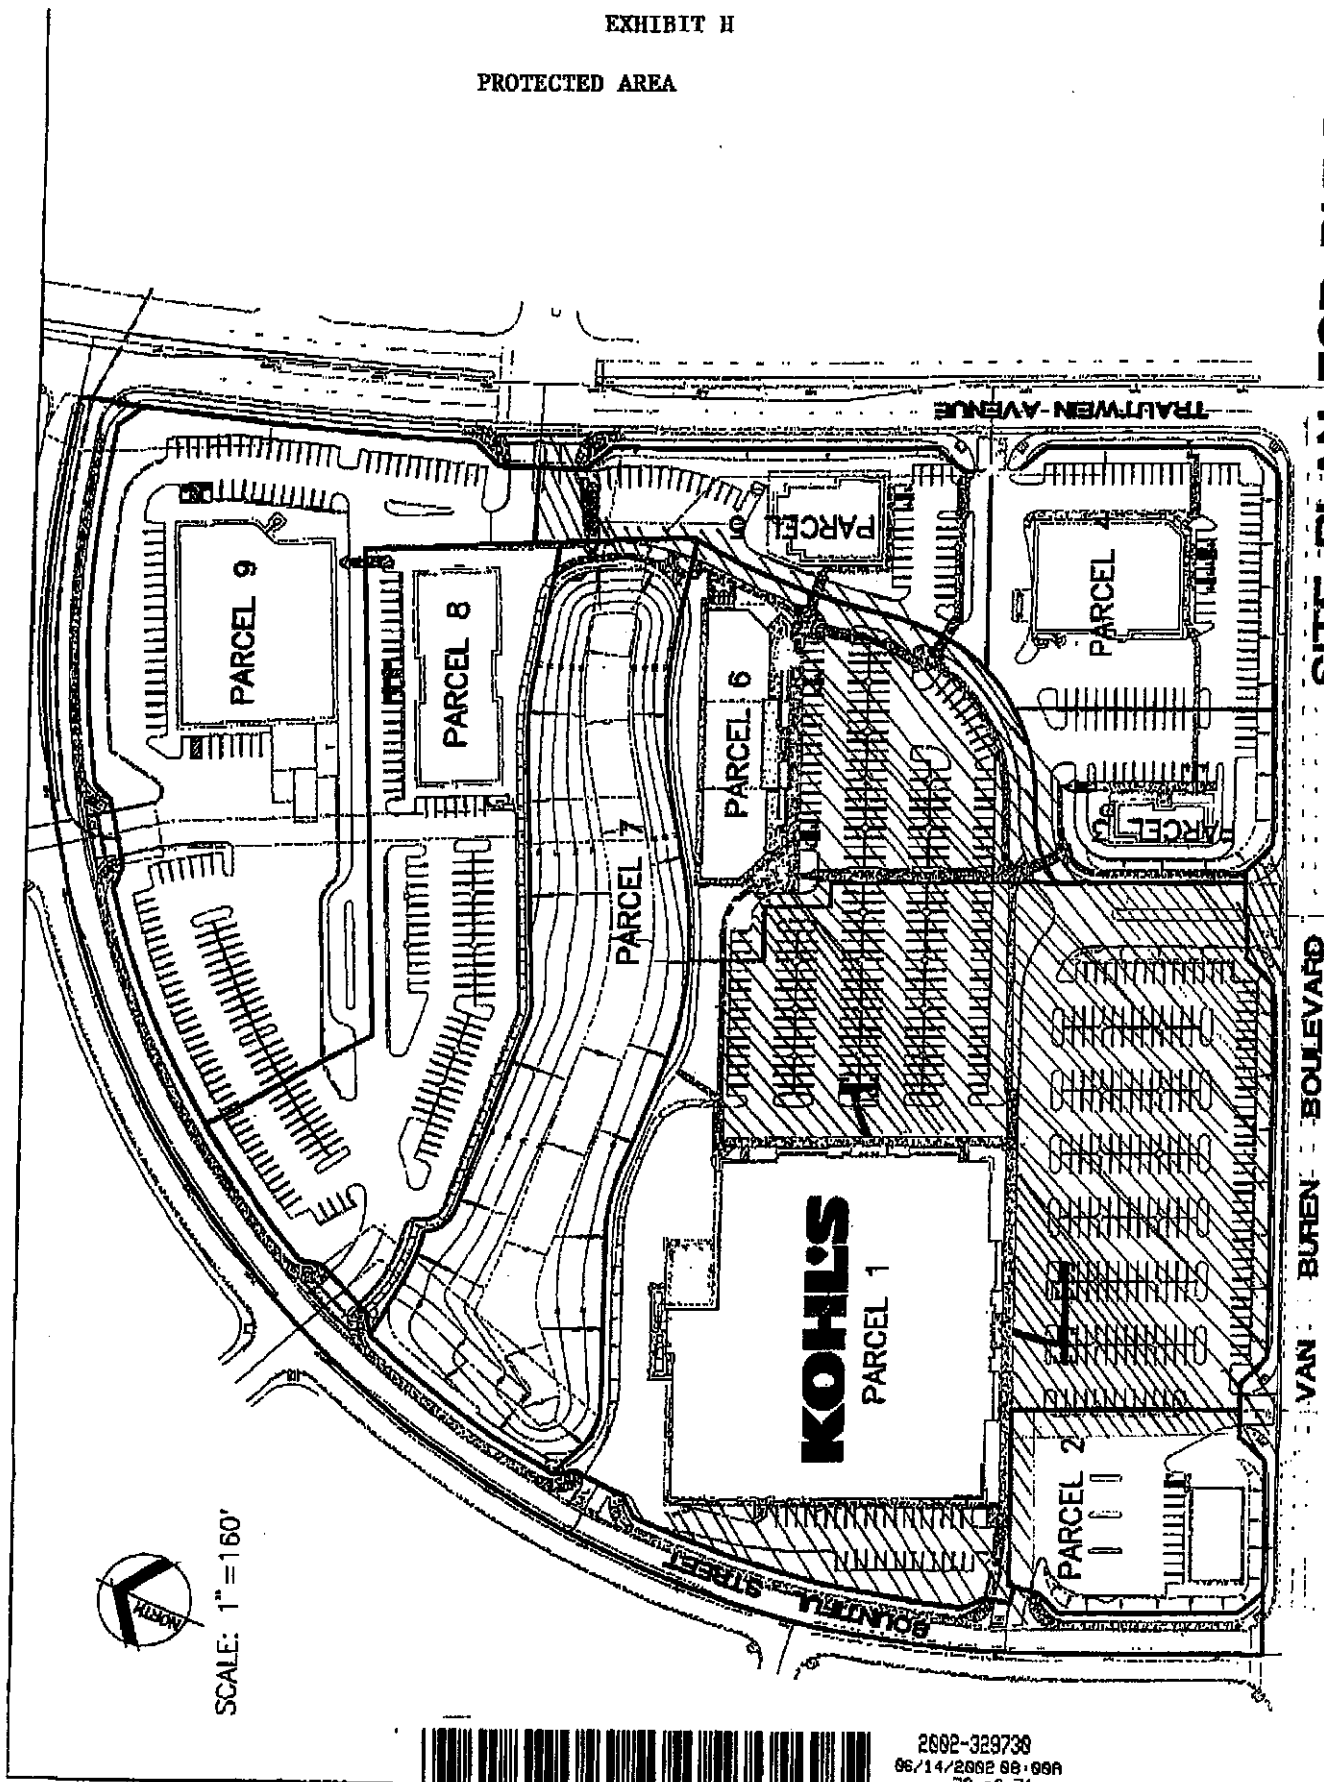 EXHIBIT H
PROTECTED AREA
TRAUTWEIN AVENUE
PARCEL 9
PARCEL 8
PARCEL 7
PARCEL 6
PARCEL 5
PARCEL 4
PARCEL 3
KOHL'S
PARCEL 1
PARCEL 2
BOUNTIFUL STREET
VAN BUREN BOULEVARD
NORTH
SCALE: 1"=160'
2002-329730
06/14/2002 08:00A